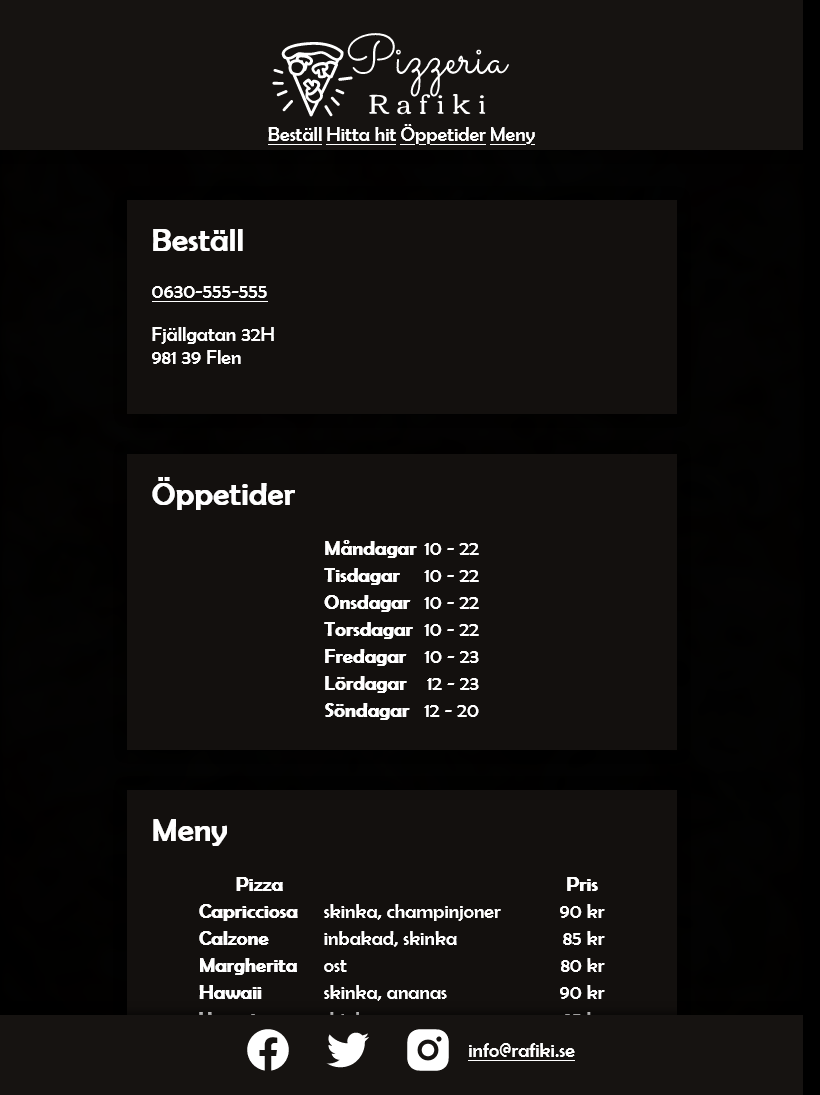 Pizzeria
Rafiki
Beställ Hitta hit Öppetider Meny
Beställ
0630-555-555
Fjällgatan 32H
981 39 Flen
Öppetider
Måndagar 10 - 22
Tisdagar 10 - 22
Onsdagar 10 - 22
Torsdagar 10 - 22
Fredagar 10 - 23
Lördagar 12 - 23
Söndagar 12 - 20
Meny
Pizza Pris
Capricciosa skinka, champinjoner 90 kr
Calzone inbakad, skinka 85 kr
Margherita ost 80 kr
Hawaii skinka, ananas 90 kr
info@rafiki.se